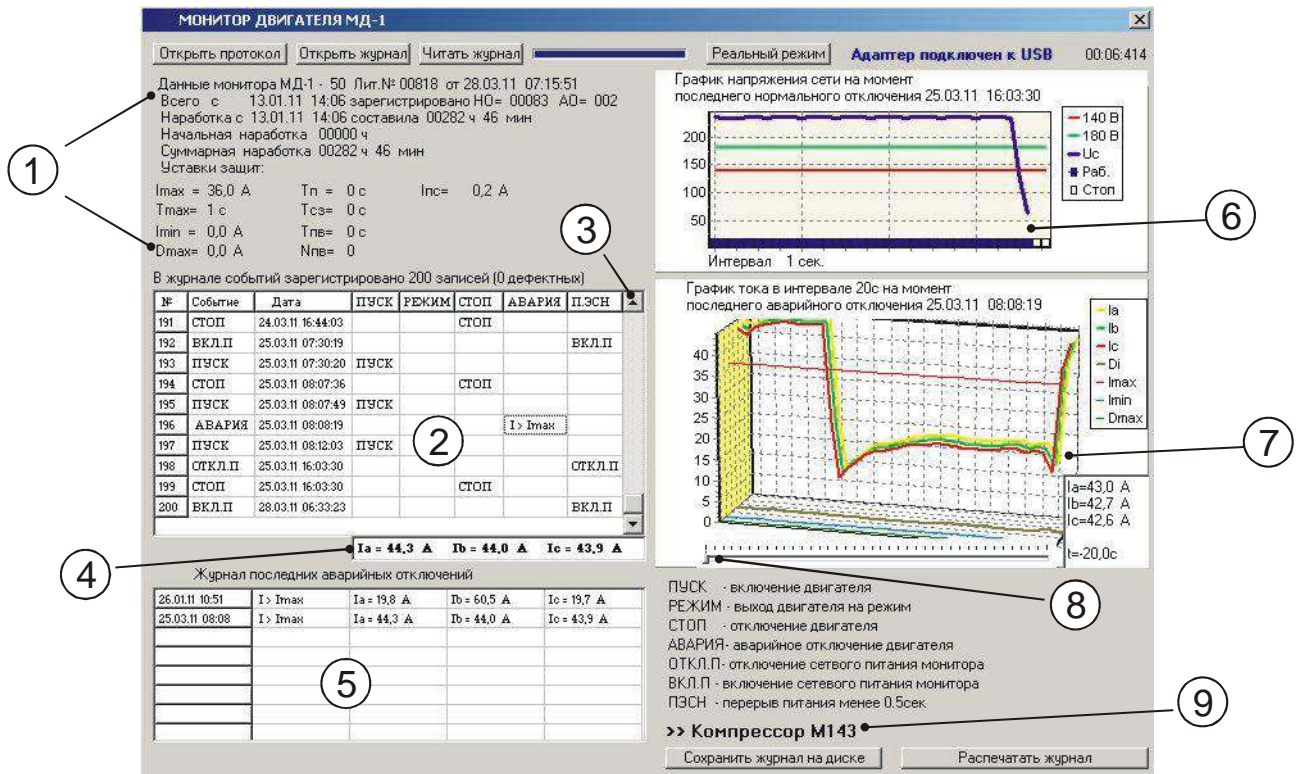 МОНИТОР ДВИГАТЕЛЯ МД-1
Открыть протокол Открыть журнал Читать журнал Реальный режим Адаптер подключен к USB 00:06:414
Данные монитора МД-1 - 50 Лит.№ 00818 от 28.03.11 07:15:51
Всего с 13.01.11 14:06 зарегистрировано НО= 00083 АО= 002
Наработка с 13.01.11 14:06 составила 00282 ч 46 мин
Начальная наработка 00000 ч
Суммарная наработка 00282 ч 46 мин
Уставки защит:
Imax = 36,0 А Тп = 0 с Iпс= 0,2 А
Tmax= 1 с Тсз= 0 с
Imin = 0,0 А Тпв= 0 с
Dmax= 0,0 А Nпв= 0
1
3
В журнале событий зарегистрировано 200 записей (0 дефектных)
№ Событие Дата ПУСК РЕЖИМ СТОП АВАРИЯ П.ЭСН
191 СТОП 24.03.11 16:44:03 СТОП
192 ВКЛ.П 25.03.11 07:30:19 ВКЛ.П
193 ПУСК 25.03.11 07:30:20 ПУСК
194 СТОП 25.03.11 08:07:36 СТОП
195 ПУСК 25.03.11 08:07:49 ПУСК
196 АВАРИЯ 25.03.11 08:08:19 I> Imax
197 ПУСК 25.03.11 08:12:03 ПУСК
198 ОТКЛ.П 25.03.11 16:03:30 ОТКЛ.П
199 СТОП 25.03.11 16:03:30 СТОП
200 ВКЛ.П 28.03.11 06:33:23 ВКЛ.П
2
4
Ia = 44,3 А Ib = 44,0 А Ic = 43,9 А
Журнал последних аварийных отключений
26.01.11 10:51 I> Imax Ia = 19,8 А Ib = 60,5 А Ic = 19,7 А
25.03.11 08:08 I> Imax Ia = 44,3 А Ib = 44,0 А Ic = 43,9 А
5
График напряжения сети на момент
последнего нормального отключения 25.03.11 16:03:30
200
150
100
50
140 В
180 В
Uc
Раб.
Стоп
Интервал 1 сек.
6
График тока в интервале 20с на момент
последнего аварийного отключения 25.03.11 08:08:19
40
35
30
25
20
15
10
5
0
Ia
Ib
Ic
Di
Imax
Imin
Dmax
7
Ia=43,0 А
Ib=42,7 А
Ic=42,6 А
t=-20,0с
8
ПУСК - включение двигателя
РЕЖИМ - выход двигателя на режим
СТОП - отключение двигателя
АВАРИЯ- аварийное отключение двигателя
ОТКЛ.П- отключение сетвого питания монитора
ВКЛ.П - включение сетевого питания монитора
ПЭСН - перерыв питания менее 0.5сек
9
>> Компрессор М143
Сохранить журнал на диске Распечатать журнал